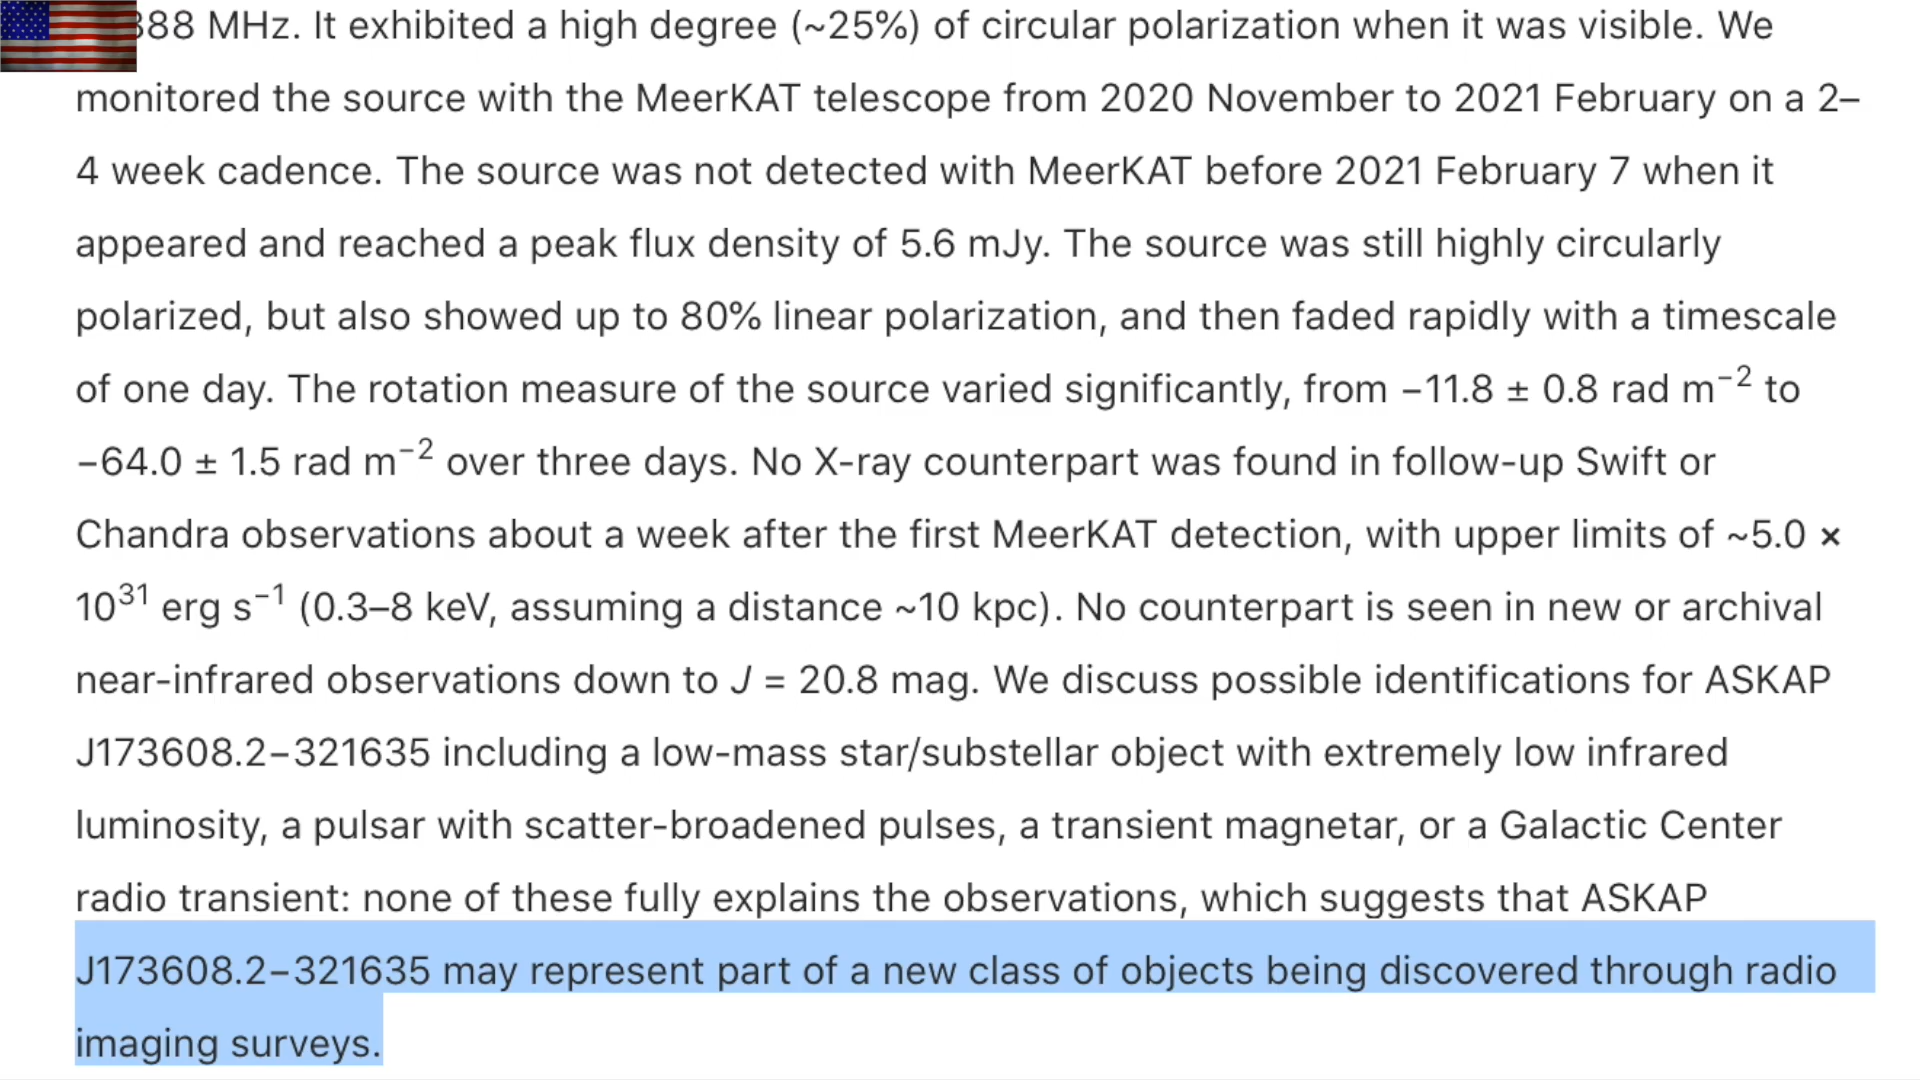 88 MHz. It exhibited a high degree (~25%) of circular polarization when it was visible. We
monitored the source with the MeerKAT telescope from 2020 November to 2021 February on a 2–
4 week cadence. The source was not detected with MeerKAT before 2021 February 7 when it
appeared and reached a peak flux density of 5.6 mJy. The source was still highly circularly
polarized, but also showed up to 80% linear polarization, and then faded rapidly with a timescale
of one day. The rotation measure of the source varied significantly, from −11.8 ± 0.8 rad m⁻² to
−64.0 ± 1.5 rad m⁻² over three days. No X-ray counterpart was found in follow-up Swift or
Chandra observations about a week after the first MeerKAT detection, with upper limits of ~5.0 ×
10³¹ erg s⁻¹ (0.3–8 keV, assuming a distance ~10 kpc). No counterpart is seen in new or archival
near-infrared observations down to J = 20.8 mag. We discuss possible identifications for ASKAP
J173608.2−321635 including a low-mass star/substellar object with extremely low infrared
luminosity, a pulsar with scatter-broadened pulses, a transient magnetar, or a Galactic Center
radio transient: none of these fully explains the observations, which suggests that ASKAP
J173608.2−321635 may represent part of a new class of objects being discovered through radio
imaging surveys.